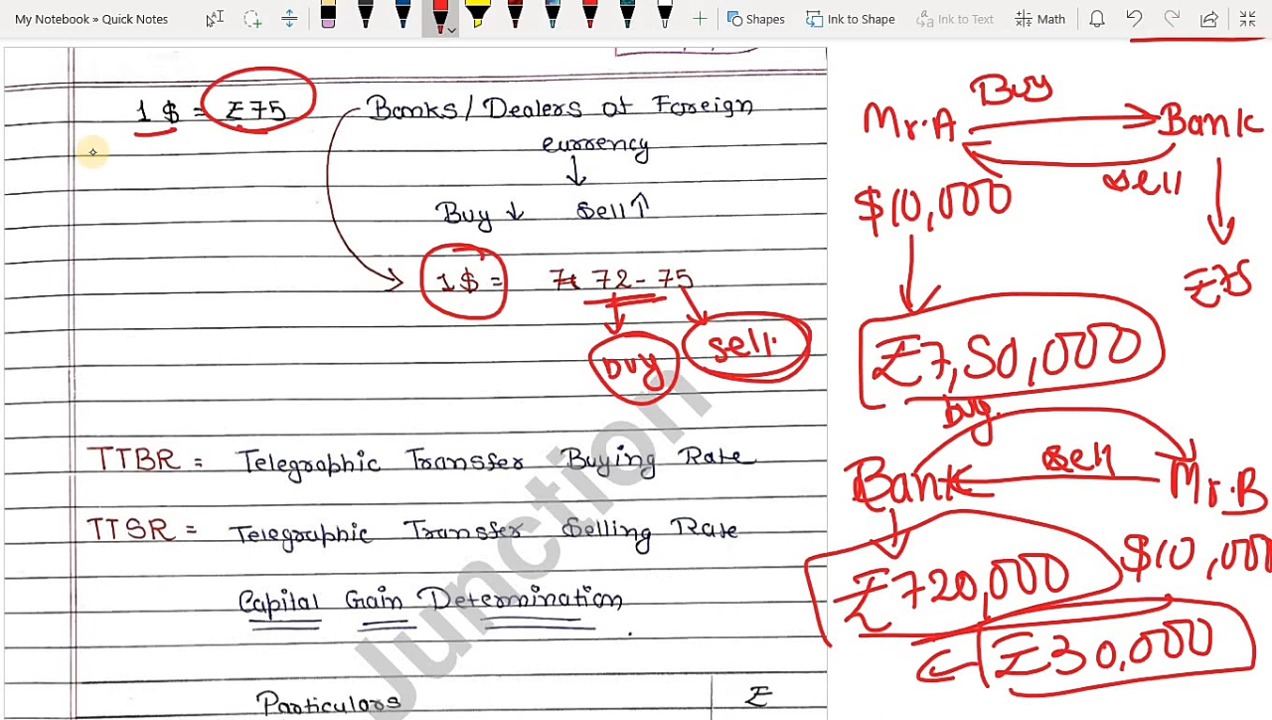 My Notebook » Quick Notes
Shapes
Ink to Shape
Ink to Text
Math
1 $ = ₹75
Banks/Dealers of Foreign
currency
Buy ↓ Sell ↑
1 $ = 72 - 75
buy
sell
TTBR = Telegraphic Transfer Buying Rate
TTSR = Telegraphic Transfer Selling Rate
Capital Gain Determination
Particulars ₹
Junction
Buy
Mr. A Bank
sell
$10,000
₹75
₹7,50,000
buy
sell
Bank Mr. B
$10,000
₹720,000
₹30,000